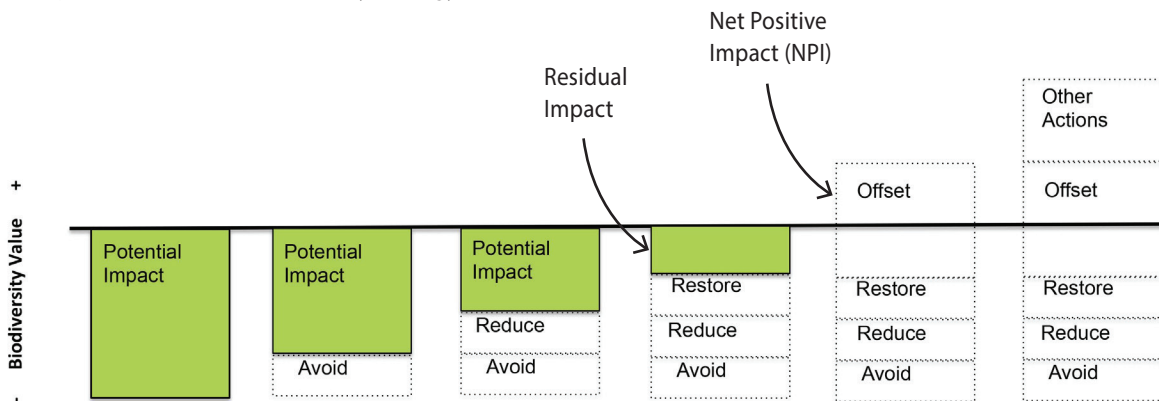 Net Positive
Impact (NPI)
Residual
Impact
Other
Actions
+
Offset
Offset
Biodiversity Value
Potential
Impact
Potential
Impact
Potential
Impact
Restore
Restore
Restore
Reduce
Reduce
Reduce
Reduce
Avoid
Avoid
Avoid
Avoid
Avoid
-